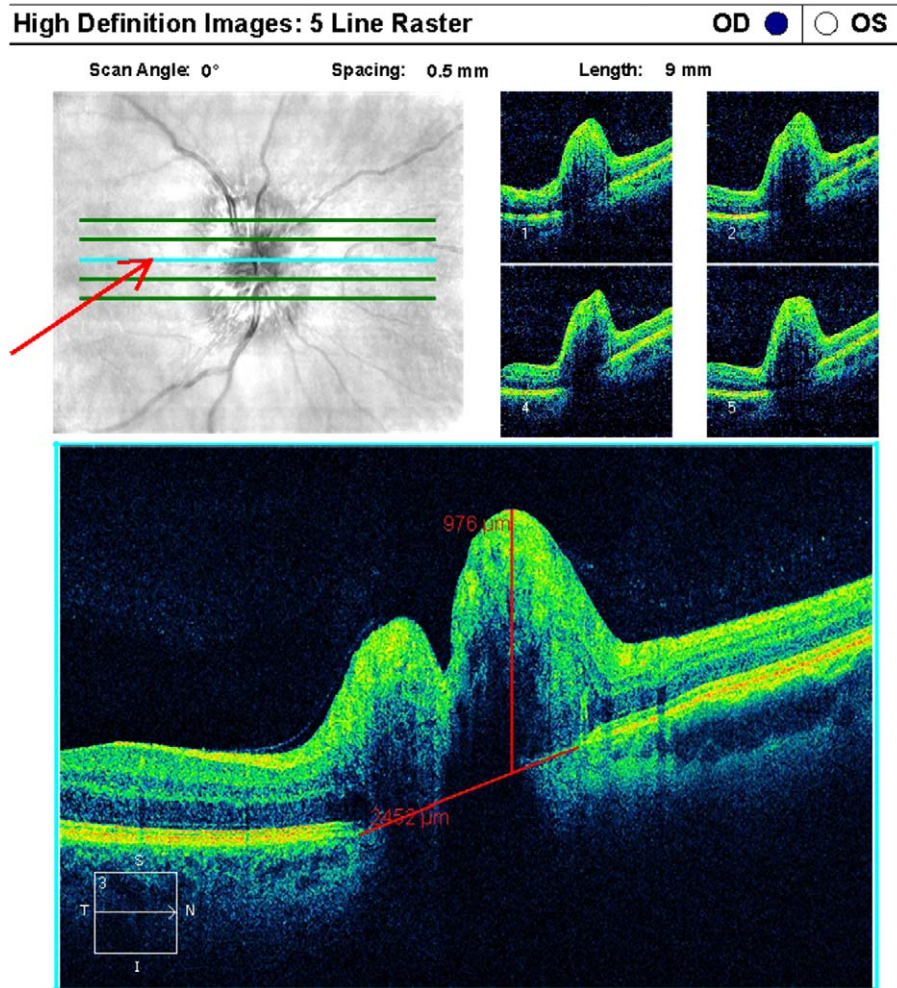 High Definition Images: 5 Line Raster OD OS
Scan Angle: 0° Spacing: 0.5 mm Length: 9 mm
1 2
4 5
976 µm
2452 µm
S
3
T N
I